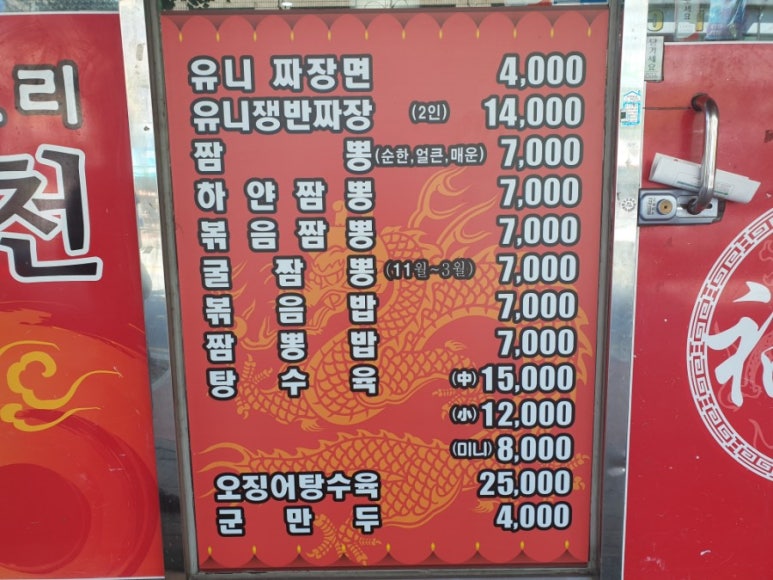 유니 짜장면 4,000
유니쟁반짜장 (2인) 14,000
짬 뽕 (순한,얼큰,매운) 7,000
하 얀 짬 뽕 7,000
볶 음 짬 뽕 7,000
굴 짬 뽕 (11월~3월) 7,000
볶 음 밥 7,000
짬 뽕 밥 7,000
탕 수 육 (中) 15,000
(小) 12,000
(미니) 8,000
오징어탕수육 25,000
군 만 두 4,000
리
천